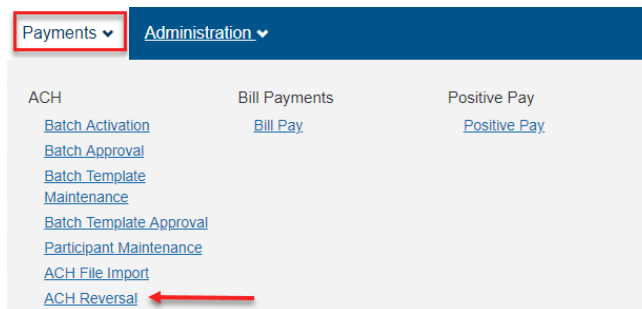 Payments Administration
ACH Bill Payments Positive Pay
Batch Activation Bill Pay Positive Pay
Batch Approval
Batch Template
Maintenance
Batch Template Approval
Participant Maintenance
ACH File Import
ACH Reversal